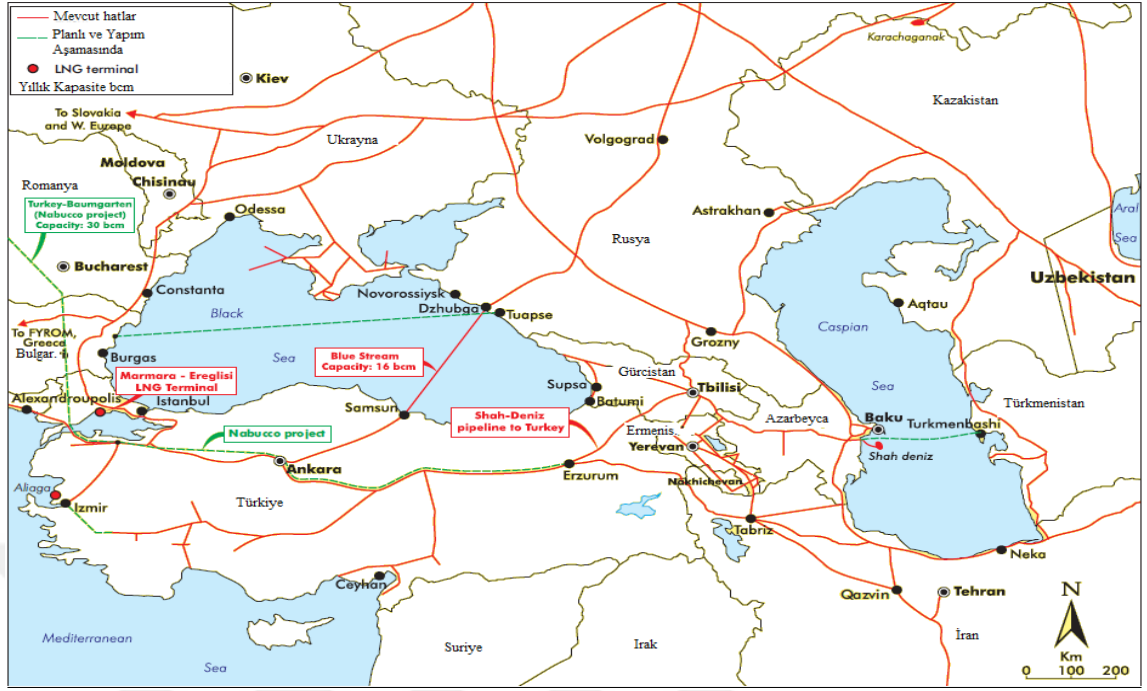 Mevcut hatlar
Planlı ve Yapım
Aşamasında
LNG terminal
Yıllık Kapasite bcm
Karachaganak
Kiev
Kazakistan
To Slovakia
and W. Europe
Ukrayna
Volgograd
Moldova
Chisinau
Romanya
Turkey-Baumgarten
(Nabucco project)
Capacity: 30 bcm
Odessa
Astrakhan
Aral
Sea
Rusya
Bucharest
Uzbekistan
Constanta
Novorossiysk
Dzhubga
Tuapse
Aqtau
Black
Sea
Caspian
Sea
To FYROM,
Greece
Bulgar.
Grozny
Burgas
Blue Stream
Capacity: 16 bcm
Marmara - Ereglisi
LNG Terminal
Gürcistan
Tbilisi
Supsa
Batumi
Alexandroupolis
Istanbul
Samsun
Shah-Deniz
pipeline to Turkey
Türkmenistan
Azarbeyca
Baku
Turkmenbashi
Ermenis
Yerevan
Nabucco project
Shah deniz
Ankara
Erzurum
Nakhichevan
Aliaga
Izmir
Türkiye
Tabriz
Neka
Ceyhan
Qazvin
Tehran
N
Mediterranean
Sea
Suriye
Irak
İran
Km
0 100 200